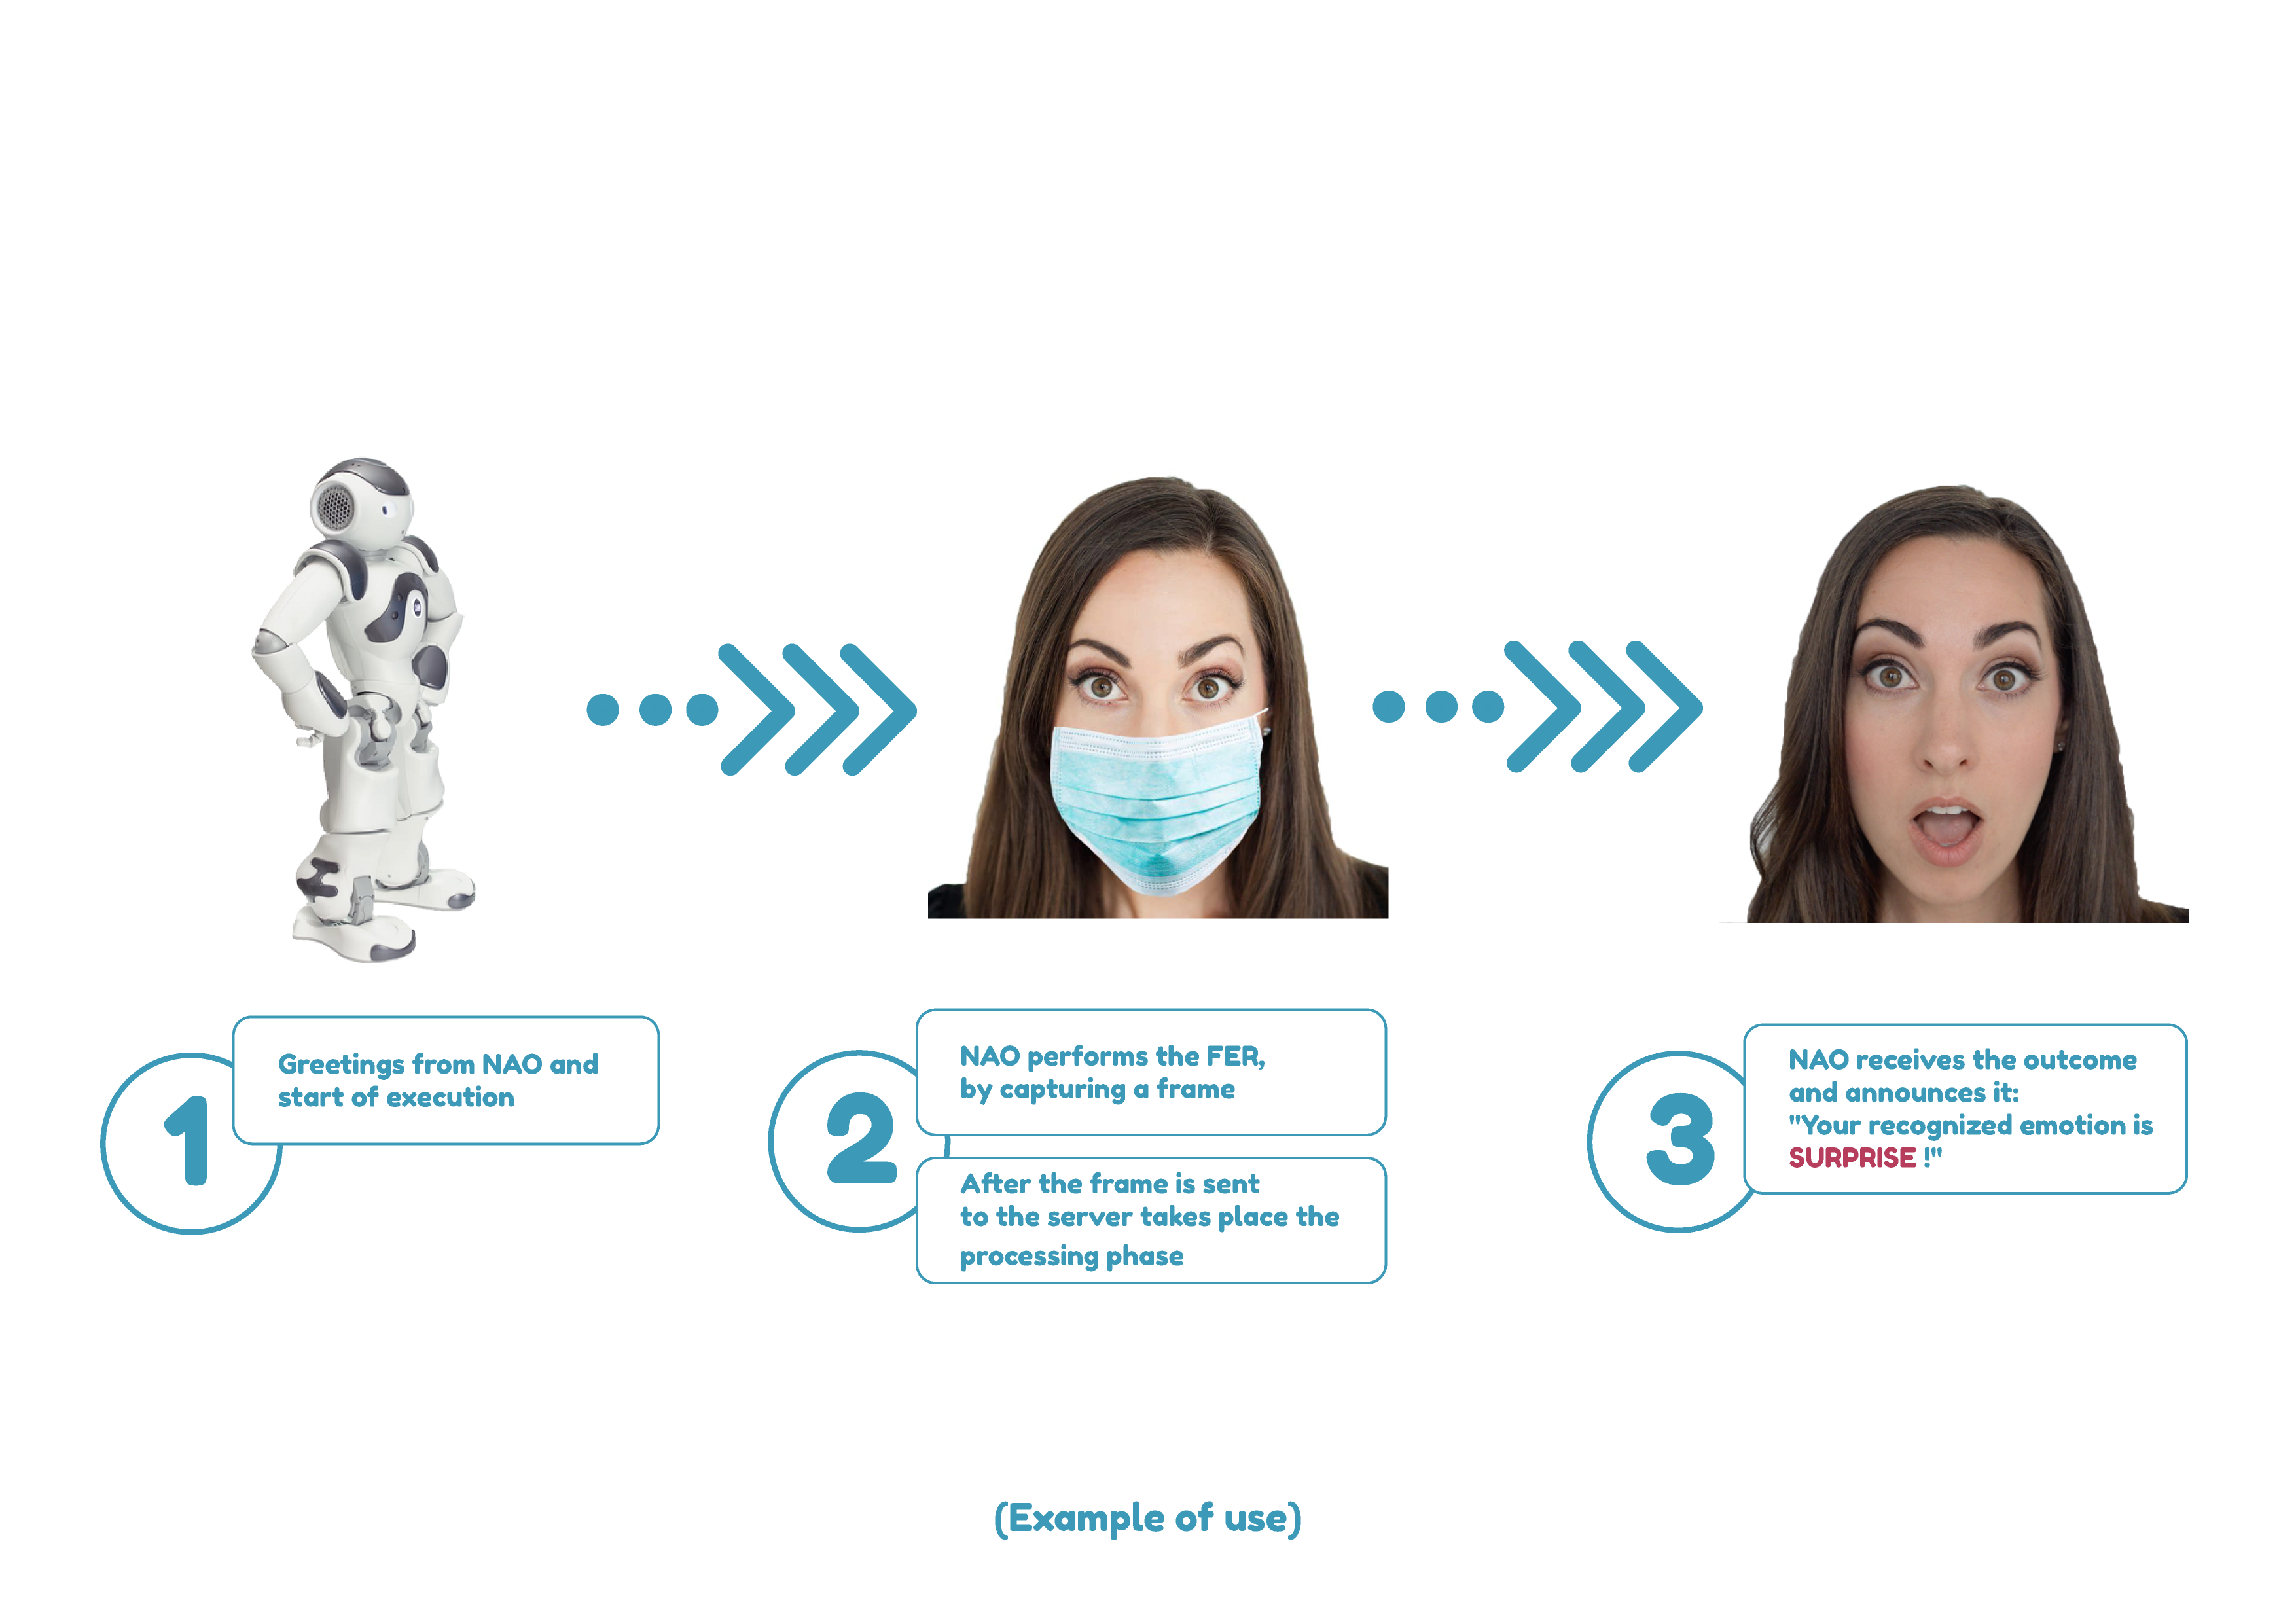 1
Greetings from NAO and
start of execution
2
NAO performs the FER,
by capturing a frame
After the frame is sent
to the server takes place the
processing phase
3
NAO receives the outcome
and announces it:
"Your recognized emotion is
SURPRISE !"
(Example of use)